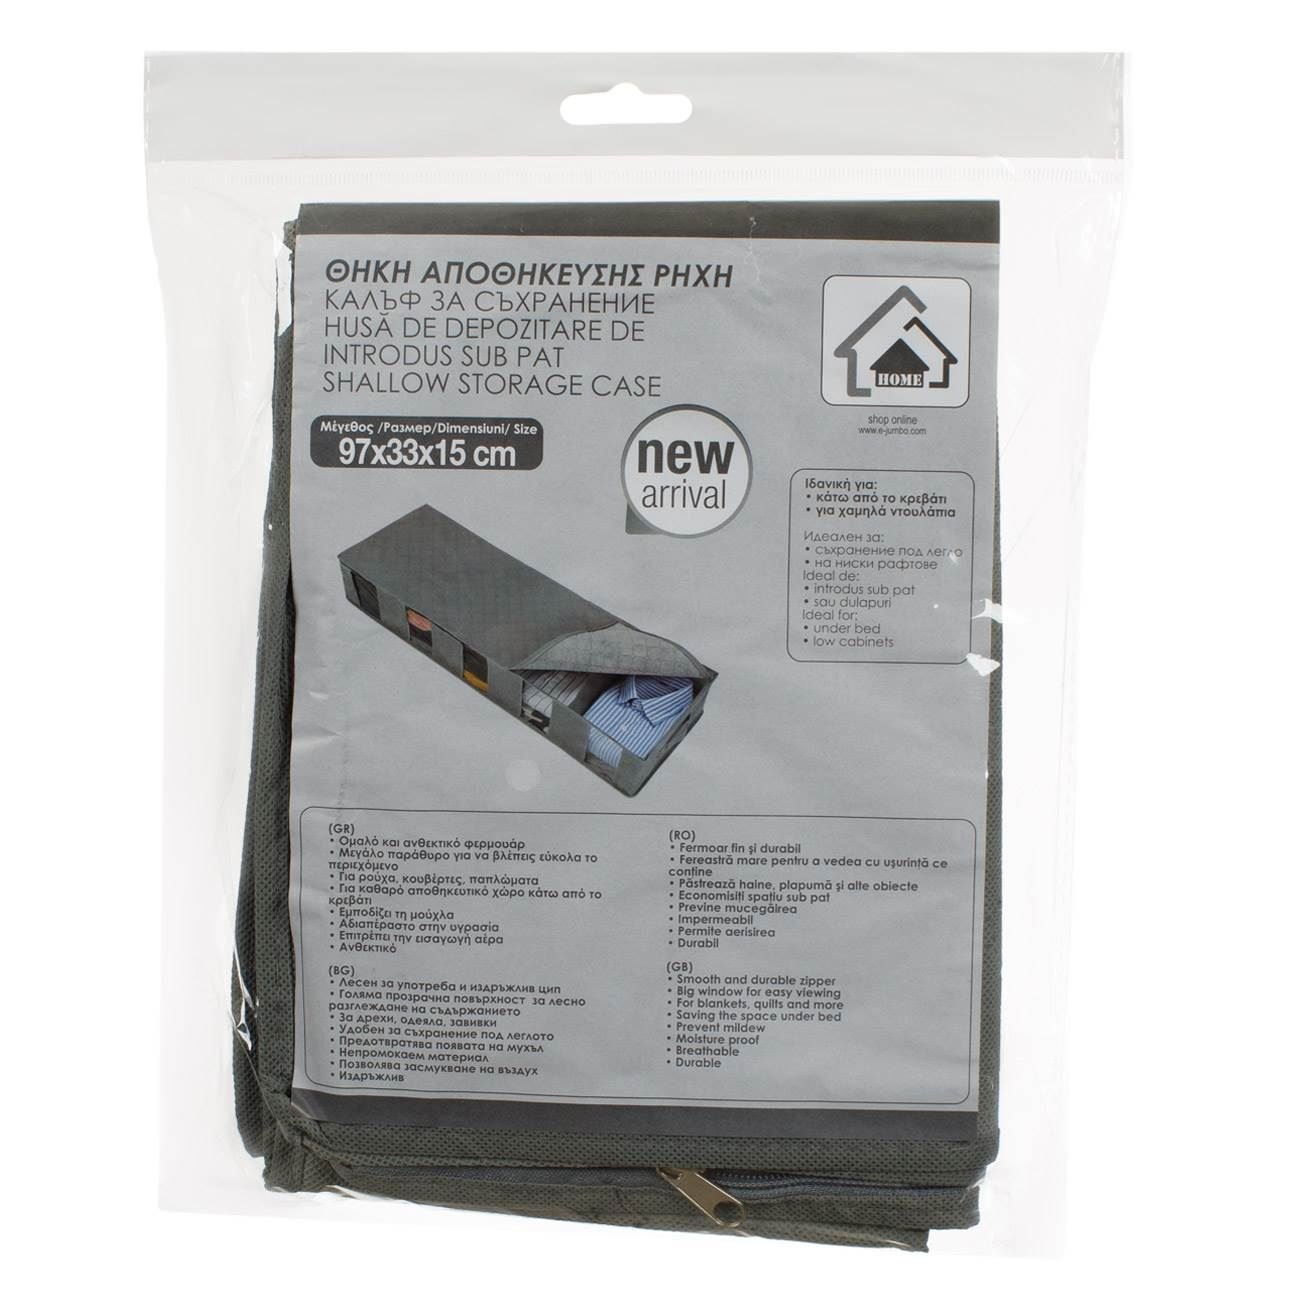 ΘΗΚΗ ΑΠΟΘΗΚΕΥΣΗΣ ΡΗΧΗ
КАЛЪФ ЗА СЪХРАНЕНИЕ
HUSĂ DE DEPOZITARE DE
INTRODUS SUB PAT
SHALLOW STORAGE CASE
Μέγεθος /Размер/Dimensiuni/ Size
97x33x15 cm
HOME
shop online
www.e-jumbo.com
new
arrival
Ιδανική για:
• κάτω από το κρεβάτι
• για χαμηλά ντουλάπια
Идеален за:
• съхранение под легло
• на ниски рафтове
Ideal de:
• introdus sub pat
• sau dulapuri
Ideal for:
• under bed
• low cabinets
(GR)
• Ομαλό και ανθεκτικό φερμουάρ
• Μεγάλο παράθυρο για να βλέπεις εύκολα το
περιεχόμενο
• Για ρούχα, κουβέρτες, παπλώματα
• Για καθαρό αποθηκευτικό χώρο κάτω από το
κρεβάτι
• Εμποδίζει τη μούχλα
• Αδιαπέραστο στην υγρασία
• Επιτρέπει την εισαγωγή αέρα
• Ανθεκτικό
(BG)
• Лесен за употреба и издръжлив цип
• Голяма прозрачна повърхност за лесно
разглеждане на съдържанието
• За дрехи, одеяла, завивки
• Удобен за съхранение под леглото
• Предотвратява появата на мухъл
• Непромокаем материал
• Позволява засмукване на въздух
• Издръжлив
(RO)
• Fermoar fin și durabil
• Fereastră mare pentru a vedea cu ușurință ce
conține
• Păstrează haine, plapumă și alte obiecte
• Economisiți spațiu sub pat
• Previne mucegăirea
• Impermeabil
• Permite aerisirea
• Durabil
(GB)
• Smooth and durable zipper
• Big window for easy viewing
• For blankets, quilts and more
• Saving the space under bed
• Prevent mildew
• Moisture proof
• Breathable
• Durable